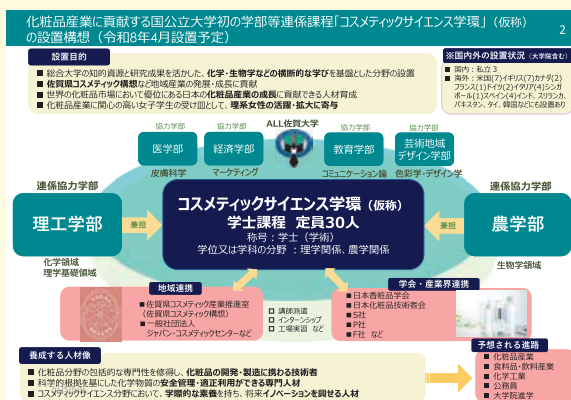 化粧品産業に貢献する国公立大学初の学部等連係課程「コスメティックサイエンス学環」（仮称）
の設置構想（令和8年4月設置予定）
2
設置目的
■ 総合大学の知的資源と研究成果を活かした、化学・生物学などの横断的な学びを基盤とした分野の設置
■ 佐賀県コスメティック構想など地域産業の発展・成長に貢献
■ 世界の化粧品市場において優位にある日本の化粧品産業の成長に貢献できる人材育成
■ 化粧品産業に関心の高い女子学生の受け皿として、理系女性の活躍・拡大に寄与
※国内外の設置状況（大学院含む）
■ 国内：私立3
■ 海外：米国(7)イギリス(7)カナダ(2)
フランス(1)ドイツ(2)イタリア(4)シンガ
ポール(1)スペイン(4)インド、スリランカ、
パキスタン、タイ、韓国などにも設置あり
ALL佐賀大学
協力学部
医学部
皮膚科学
協力学部
経済学部
マーケティング
協力学部
教育学部
コミュニケーション論
協力学部
芸術地域
デザイン学部
色彩学・デザイン学
連係協力学部
理工学部
化学領域
理学基礎領域
兼担
コスメティックサイエンス学環（仮称）
学士課程 定員30人
称号：学士（学術）
学位又は学科の分野 ：理学関係、農学関係
兼担
連係協力学部
農学部
生物学領域
地域連携
■佐賀県コスメティック産業推進室
（佐賀県コスメティック構想）
■一般社団法人
ジャパン・コスメティックセンターなど
□ 講師派遣
□ インターンシップ
□ 工場実習 など
学会・産業界連携
■日本香粧品学会
■日本化粧品技術者会
■S社
■P社
■F社 など
養成する人材像
■ 化粧品分野の包括的な専門性を修得し、化粧品の開発・製造に携わる技術者
■ 科学的根拠を基にした化学物質の安全管理・適正利用ができる専門人材
■ コスメティックサイエンス分野において、学際的な素養を持ち、将来イノベーションを興せる人材
予想される進路
■ 化粧品産業
■ 食料品・飲料産業
■ 化学工業
■ 公務員
■ 大学院進学